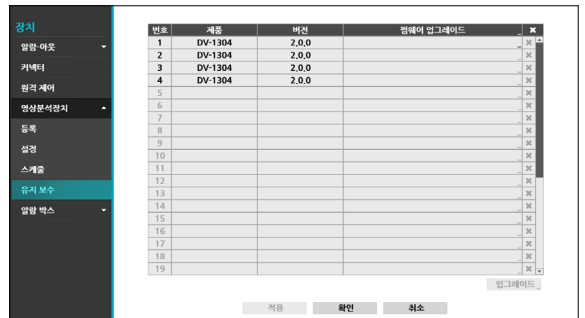 장치
알람-아웃
커넥터
원격 제어
영상분석장치
등록
설정
스케줄
유지 보수
알람 박스
번호 제품 버전 펌웨어 업그레이드
1 DV-1304 2,0,0
2 DV-1304 2,0,0
3 DV-1304 2,0,0
4 DV-1304 2,0,0
5
6
7
8
9
10
11
12
13
14
15
16
17
18
19
업그레이드
적용 확인 취소